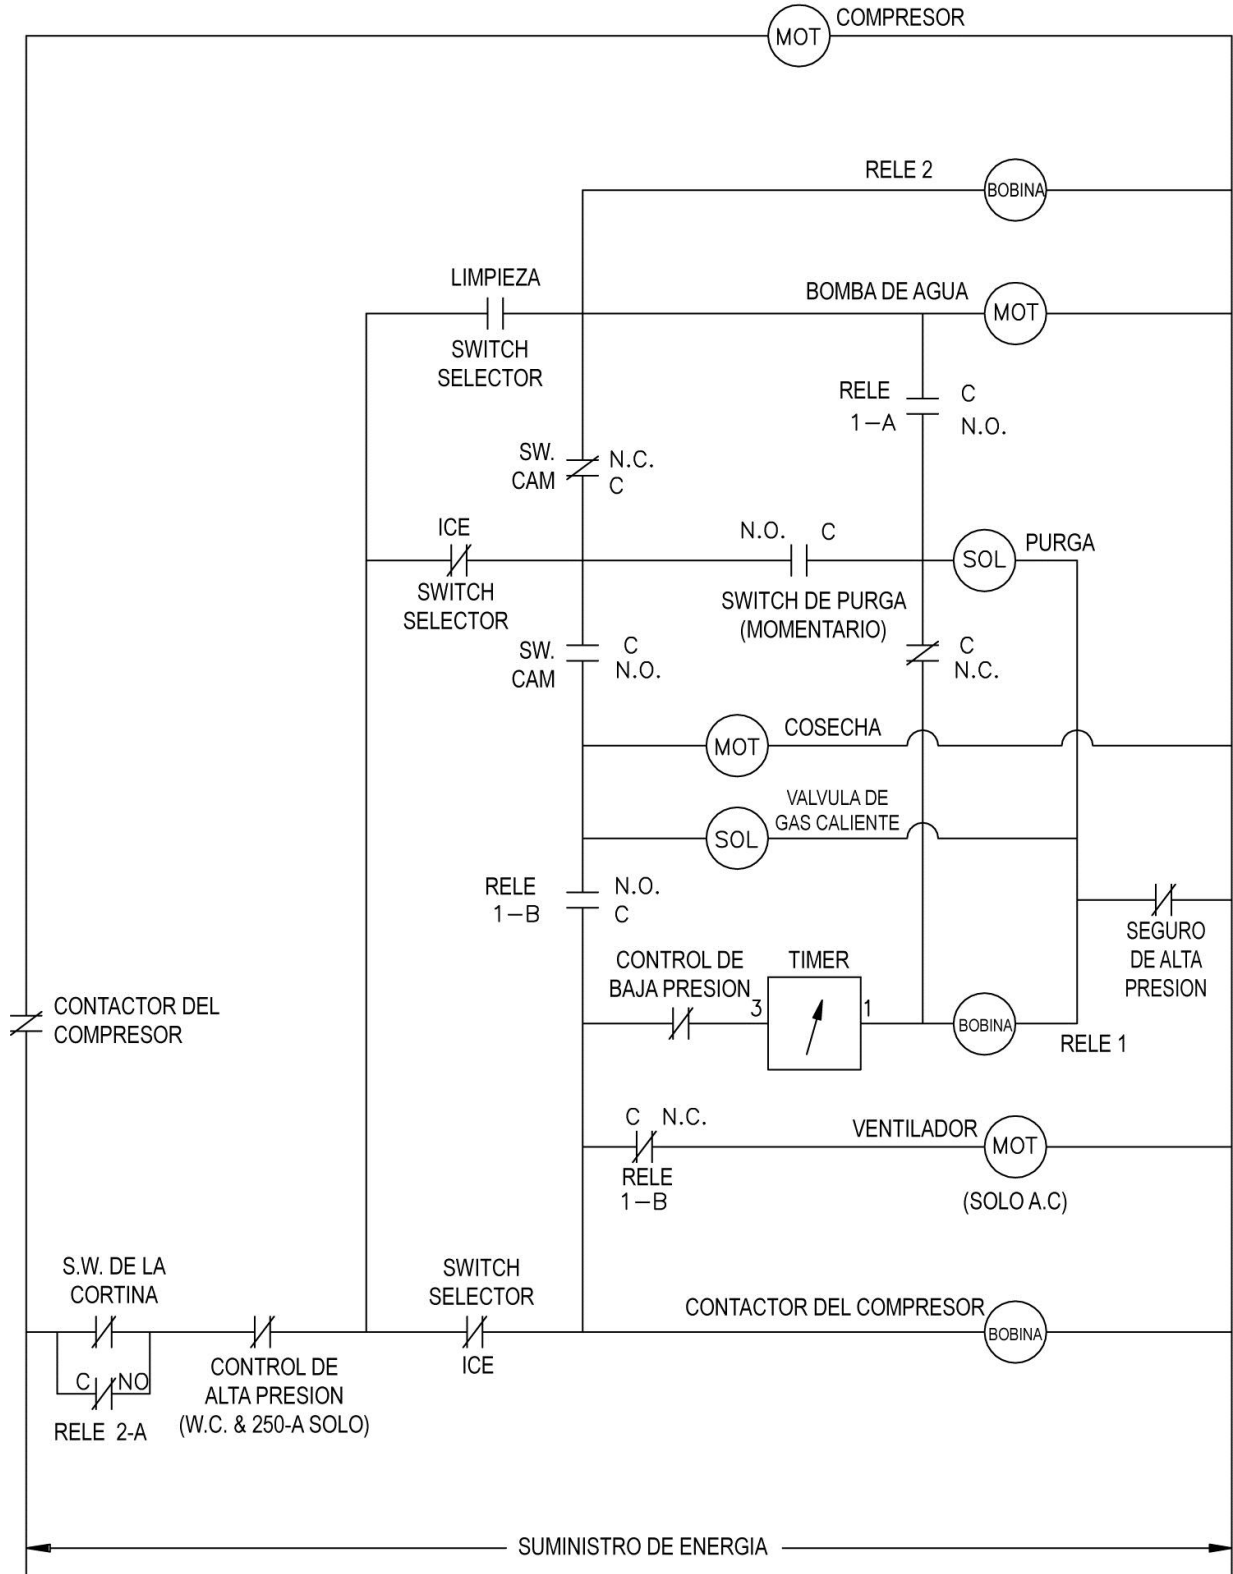 COMPRESOR
MOT
RELE 2
BOBINA
LIMPIEZA
SWITCH
SELECTOR
BOMBA DE AGUA
MOT
RELE
1-A
C
N.O.
SW.
CAM
N.C.
C
ICE
SWITCH
SELECTOR
N.O.
C
SWITCH DE PURGA
(MOMENTARIO)
SOL
PURGA
SW.
CAM
C
N.O.
C
N.C.
MOT
COSECHA
VALVULA DE
GAS CALIENTE
SOL
RELE
1-B
N.O.
C
SEGURO
DE ALTA
PRESION
CONTROL DE
BAJA PRESION
TIMER
3
1
BOBINA
RELE 1
CONTACTOR DEL
COMPRESOR
C
N.C.
RELE
1-B
VENTILADOR
MOT
(SOLO A.C)
S.W. DE LA
CORTINA
C
NO
RELE 2-A
CONTROL DE
ALTA PRESION
(W.C. & 250-A SOLO)
SWITCH
SELECTOR
ICE
CONTACTOR DEL COMPRESOR
BOBINA
SUMINISTRO DE ENERGIA